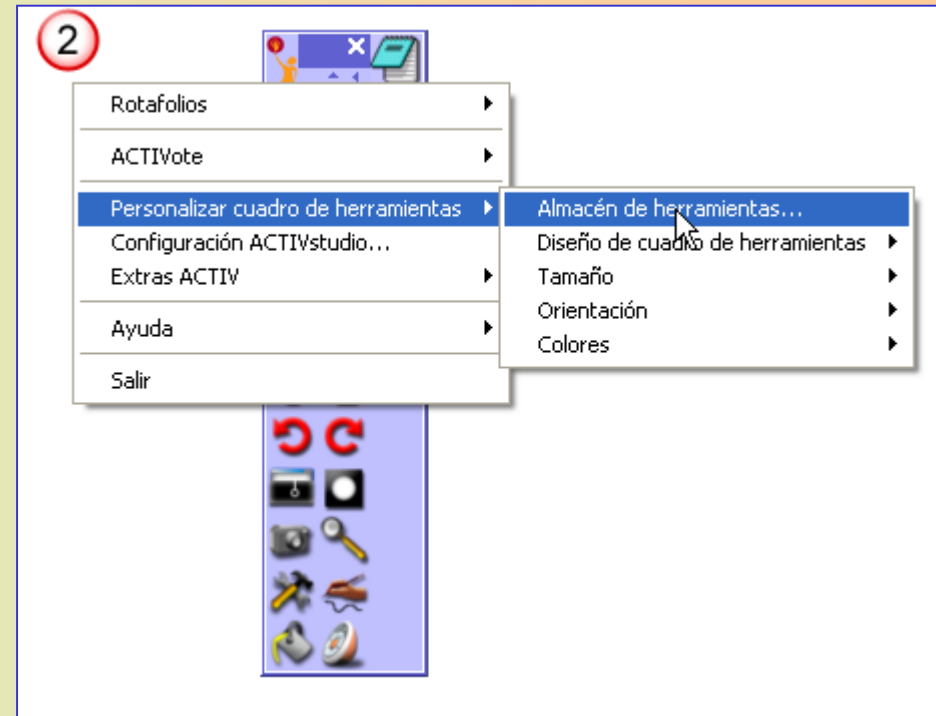 2
Rotafolios
ACTIVote
Personalizar cuadro de herramientas
Configuración ACTIVstudio...
Extras ACTIV
Ayuda
Salir
Almacén de herramientas...
Diseño de cuadro de herramientas
Tamaño
Orientación
Colores